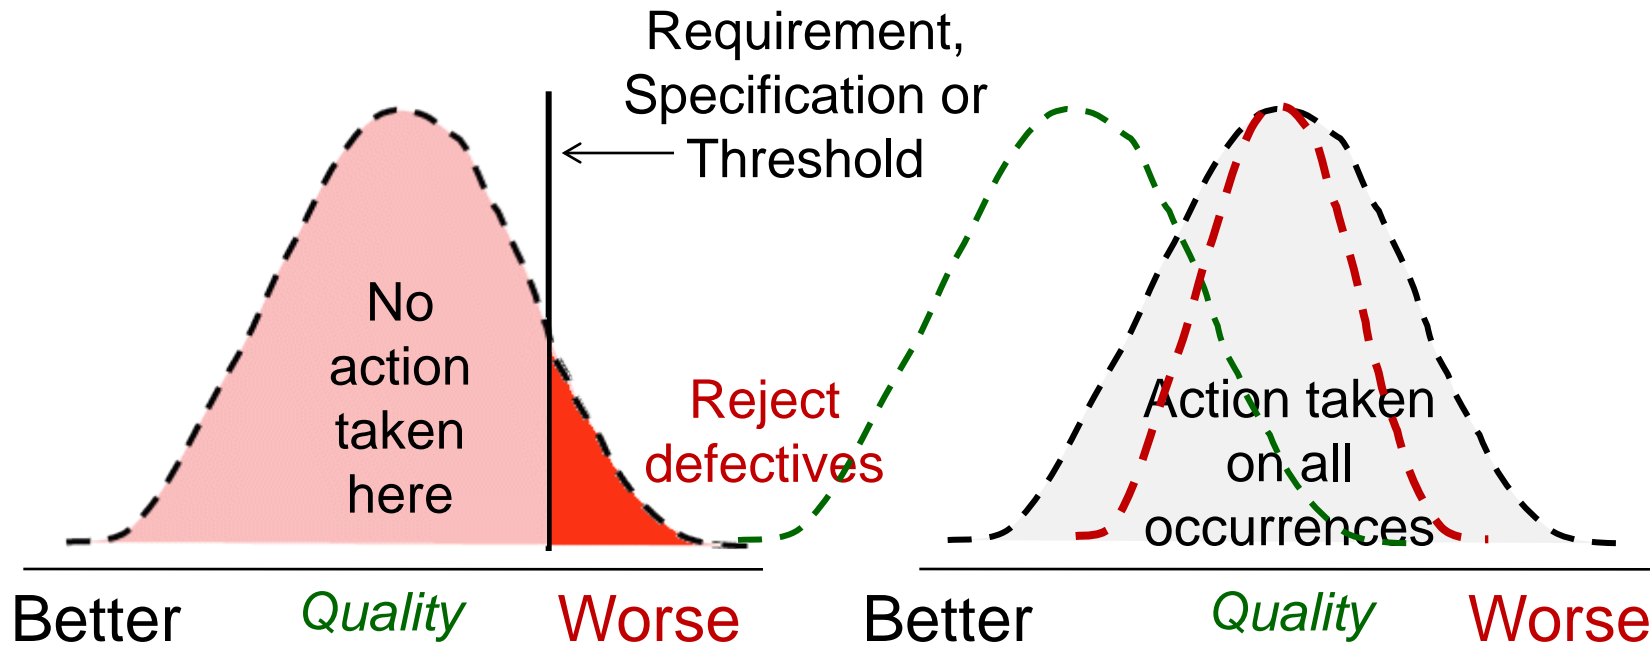 Requirement,
Specification or
Threshold
No
action
taken
here
Reject
defectives
Action taken
on all
occurrences
Better
Quality
Worse
Better
Quality
Worse